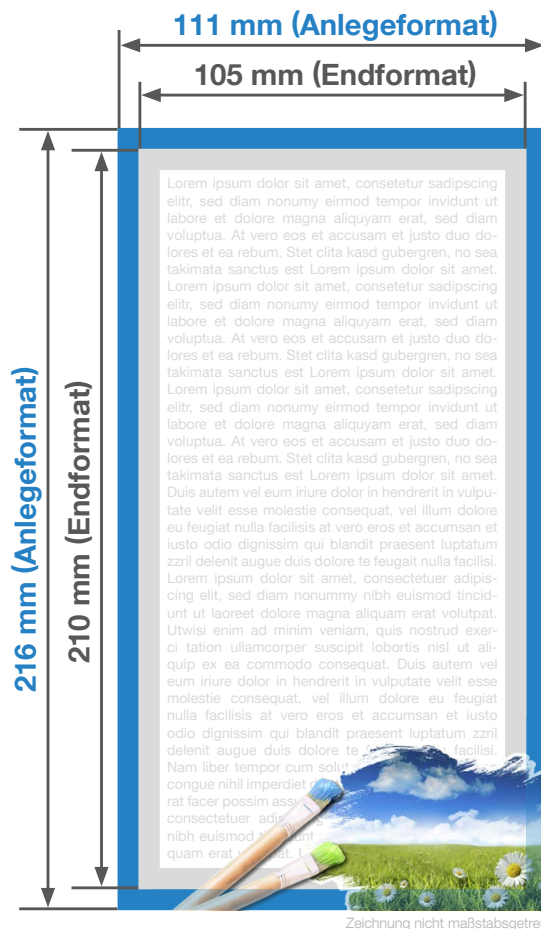 111 mm (Anlegeformat)
105 mm (Endformat)
216 mm (Anlegeformat)
210 mm (Endformat)
Lorem ipsum dolor sit amet, consetetur sadipscing
elitr, sed diam nonumy eirmod tempor invidunt ut
labore et dolore magna aliquyam erat, sed diam
voluptua. At vero eos et accusam et justo duo do-
lores et ea rebum. Stet clita kasd gubergren, no sea
takimata sanctus est Lorem ipsum dolor sit amet.
Lorem ipsum dolor sit amet, consetetur sadipscing
elitr, sed diam nonumy eirmod tempor invidunt ut
labore et dolore magna aliquyam erat, sed diam
voluptua. At vero eos et accusam et justo duo do-
lores et ea rebum. Stet clita kasd gubergren, no sea
takimata sanctus est Lorem ipsum dolor sit amet.
Lorem ipsum dolor sit amet, consetetur sadipscing
elitr, sed diam nonumy eirmod tempor invidunt ut
labore et dolore magna aliquyam erat, sed diam
voluptua. At vero eos et accusam et justo duo do-
lores et ea rebum. Stet clita kasd gubergren, no sea
takimata sanctus est Lorem ipsum dolor sit amet.
Duis autem vel eum iriure dolor in hendrerit in vulpu-
tate velit esse molestie consequat, vel illum dolore
eu feugiat nulla facilisis at vero eros et accumsan et
iusto odio dignissim qui blandit praesent luptatum
zzril delenit augue duis dolore te feugait nulla facilisi.
Lorem ipsum dolor sit amet, consectetuer adipis-
cing elit, sed diam nonummy nibh euismod tincid-
unt ut laoreet dolore magna aliquam erat volutpat.
Utwisi enim ad minim veniam, quis nostrud exer-
ci tation ullamcorper suscipit lobortis nisl ut ali-
quip ex ea commodo consequat. Duis autem vel
eum iriure dolor in hendrerit in vulputate velit esse
molestie consequat, vel illum dolore eu feugiat
nulla facilisis at vero eros et accumsan et iusto
odio dignissim qui blandit praesent luptatum zzril
delenit augue duis dolore te facilisi.
Nam liber tempor cum solut
congue nihil imperdiet
rat facer possim
consectetuer
nibh euismod
quam erat
Zeichnung nicht maßstabsgetre